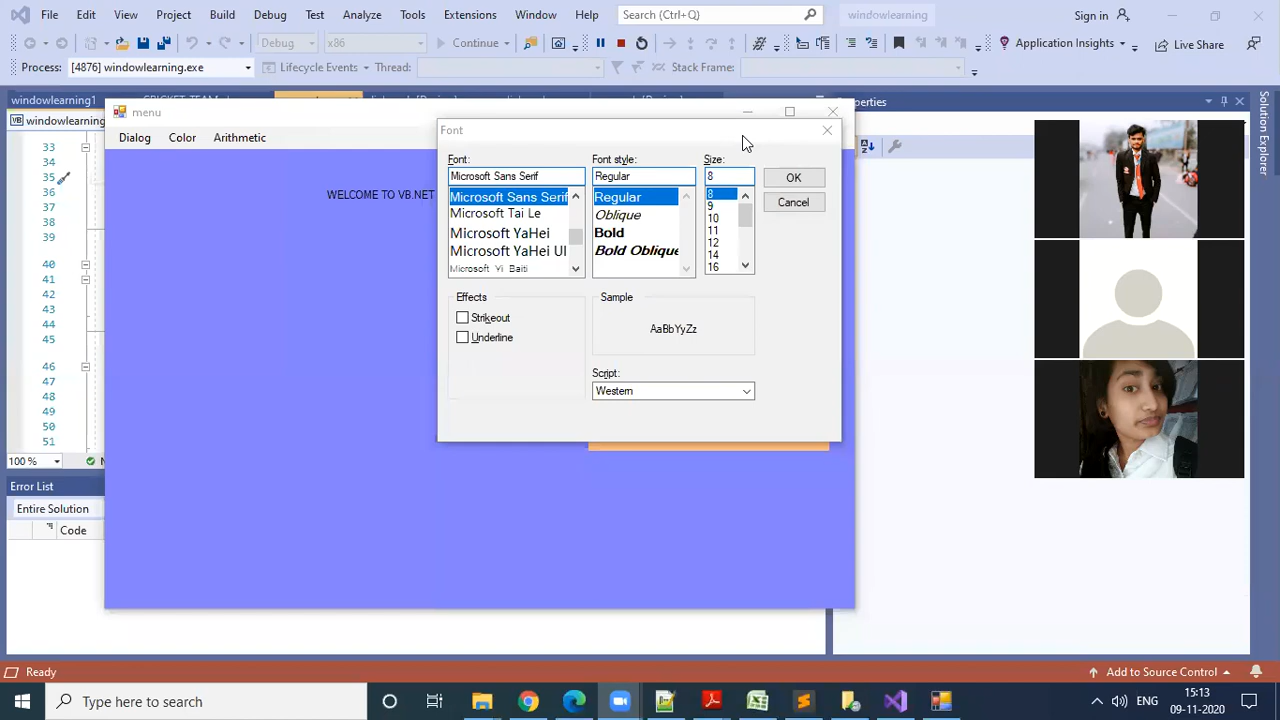 File Edit View Project Build Debug Test Analyze Tools Extensions Window Help Search (Ctrl+Q) windowlearning Sign in
Debug x86 Continue Application Insights Live Share
Process: [4876] windowlearning.exe Lifecycle Events Thread: Stack Frame:
windowlearning1
windowlearning
menu
Dialog Color Arithmetic
WELCOME TO VB.NET
Font
Font: Font style: Size:
Microsoft Sans Serif Regular 8 OK
Microsoft Sans Serif Regular 8 Cancel
Microsoft Tai Le Oblique 9
Microsoft YaHei Bold 10
Microsoft YaHei UI Bold Oblique 11
Microsoft Yi Baiti 12
14
16
Effects Sample
Strikeout AaBbYyZz
Underline
Script:
Western
33
34
35
36
37
38
39
40
41
42
43
44
45
46
47
48
49
50
51
100 %
Properties
Solution Explorer
Error List
Entire Solution
Code
Ready Add to Source Control
Type here to search ENG 15:13
09-11-2020